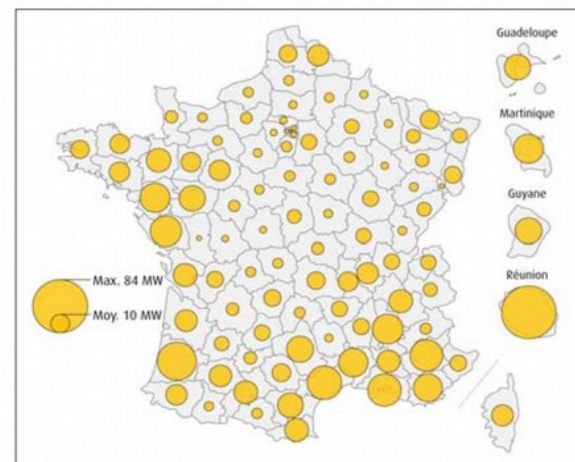 Guadeloupe
Martinique
Guyane
Réunion
Max. 84 MW
Moy. 10 MW